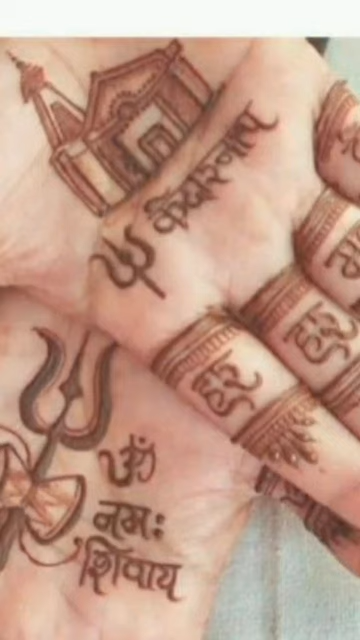 केदारनाथ
हर
हर
ॐ
नमः
शिवाय